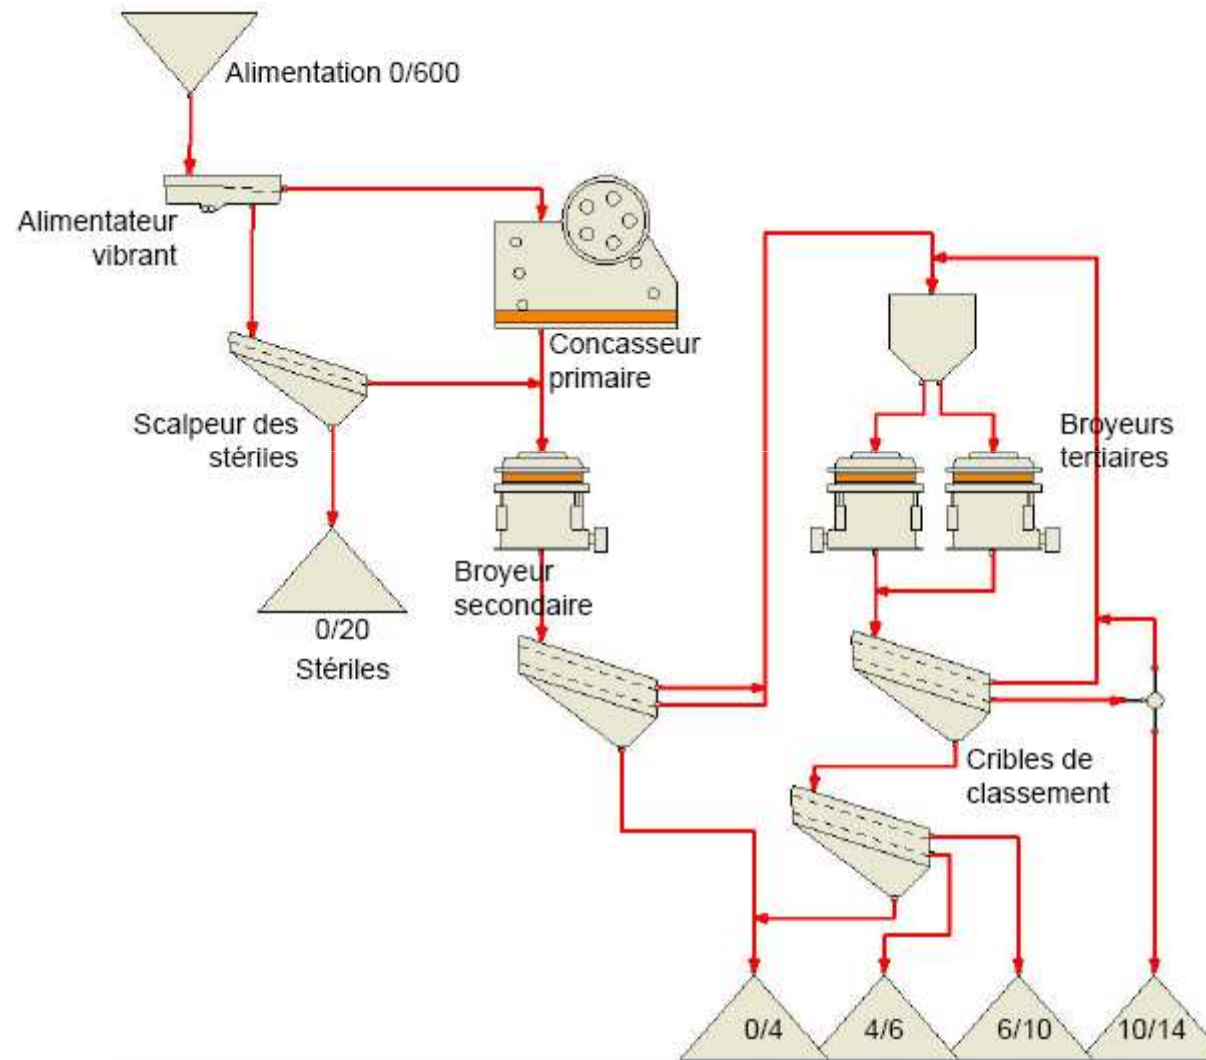 Alimentation 0/600
Alimentateur
vibrant
Concasseur
primaire
Scalpeur des
stériles
Broyeurs
tertiaires
Broyeur
secondaire
0/20
Stériles
Cribles de
classement
0/4
4/6
6/10
10/14